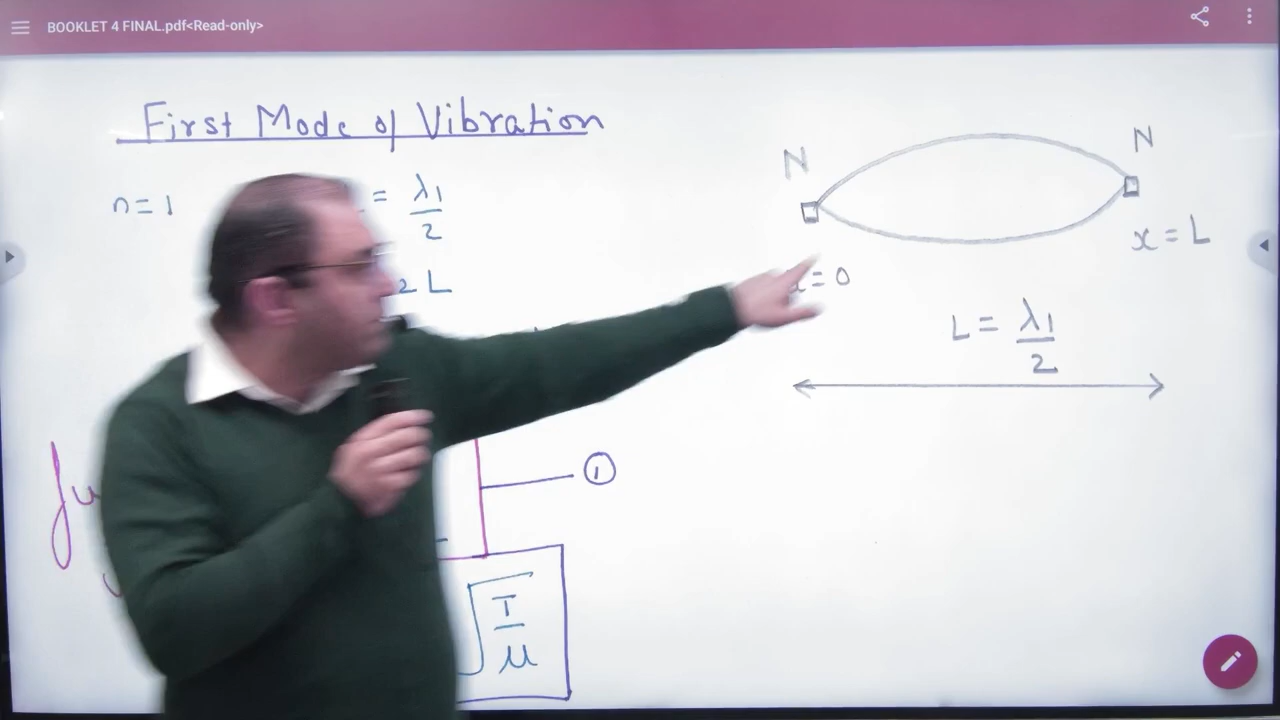 BOOKLET 4 FINAL.pdf<Read-only>
First Mode of Vibration
n=1
= λ1/2
2L
①
√T/μ
N
N
x=L
=0
L = λ1/2